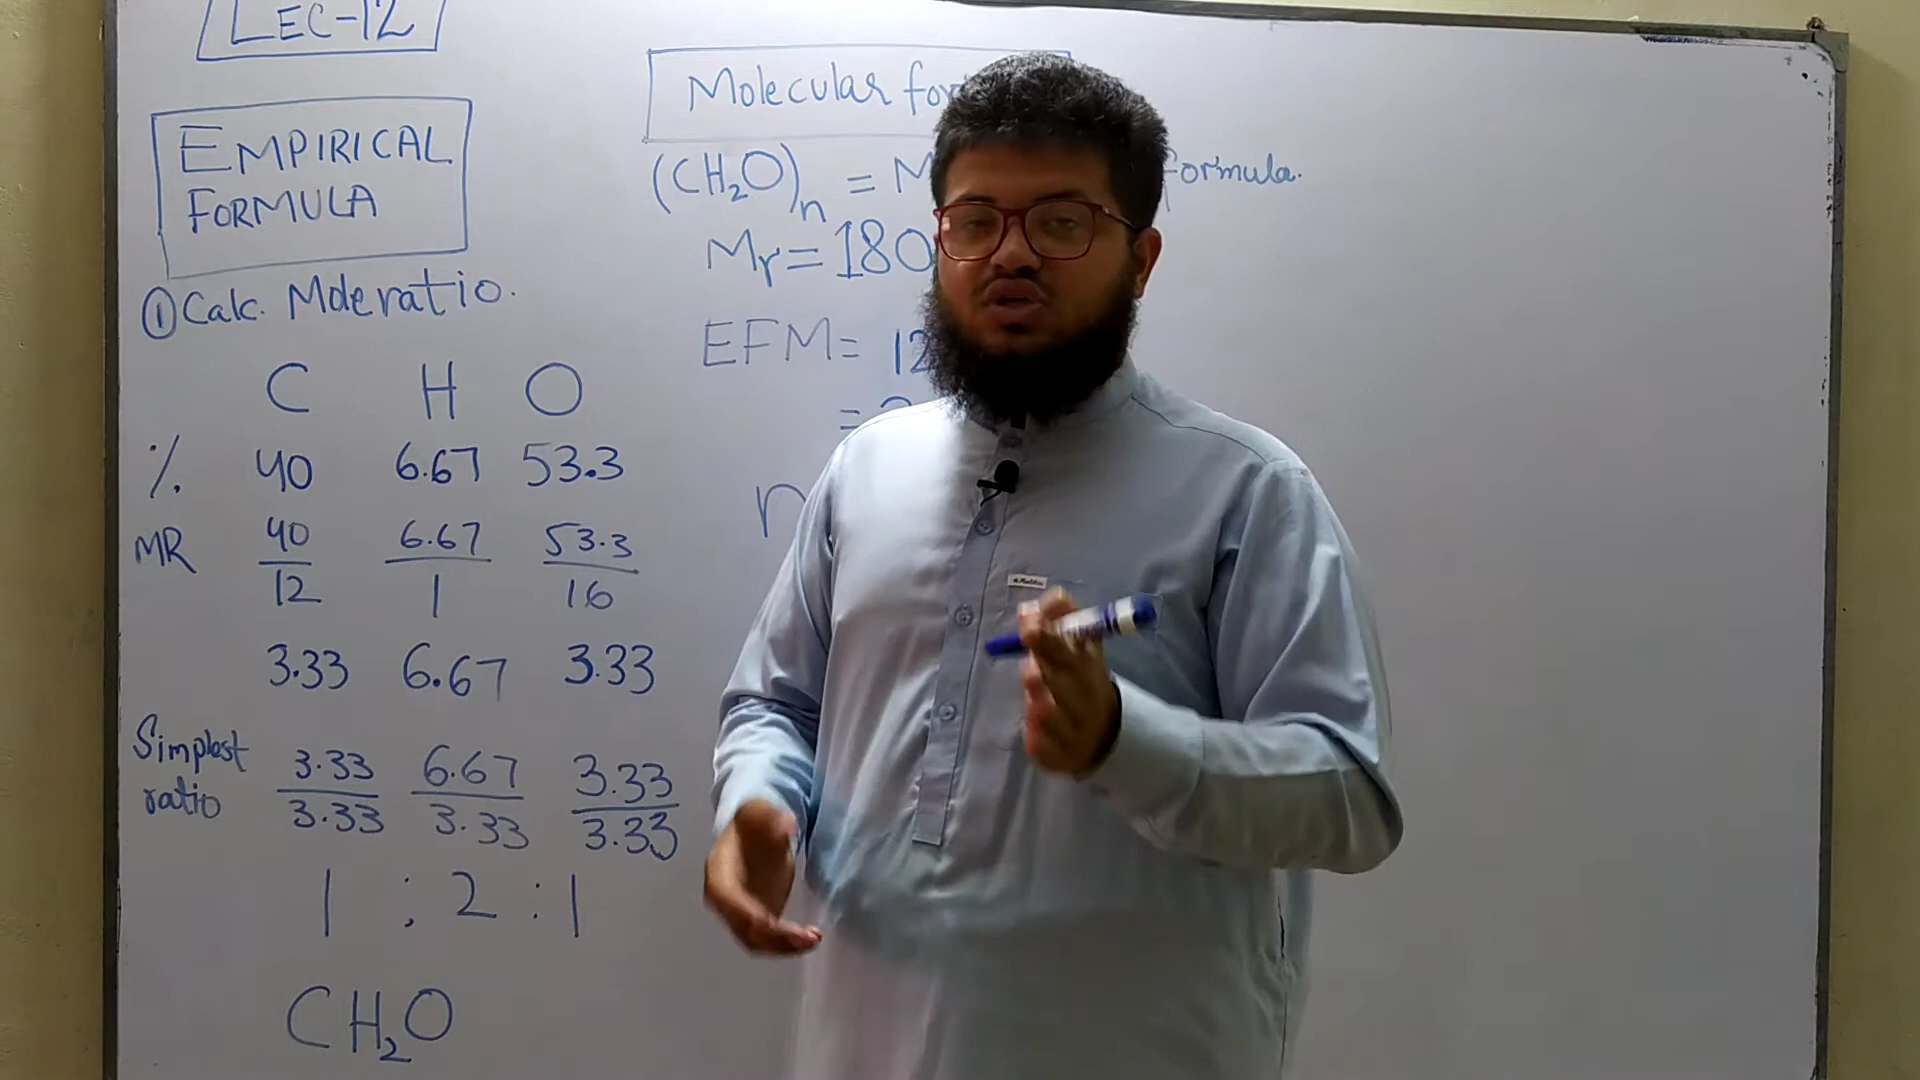 LEC-12
EMPIRICAL
FORMULA
① Calc. Mole ratio.
C H O
% 40 6.67 53.3
MR 40/12 6.67/1 53.3/16
3.33 6.67 3.33
Simplest ratio 3.33/3.33 6.67/3.33 3.33/3.33
1 : 2 : 1
CH₂O
Molecular for
(CH₂O)n = M formula.
Mr = 180
EFM = 12
=
n